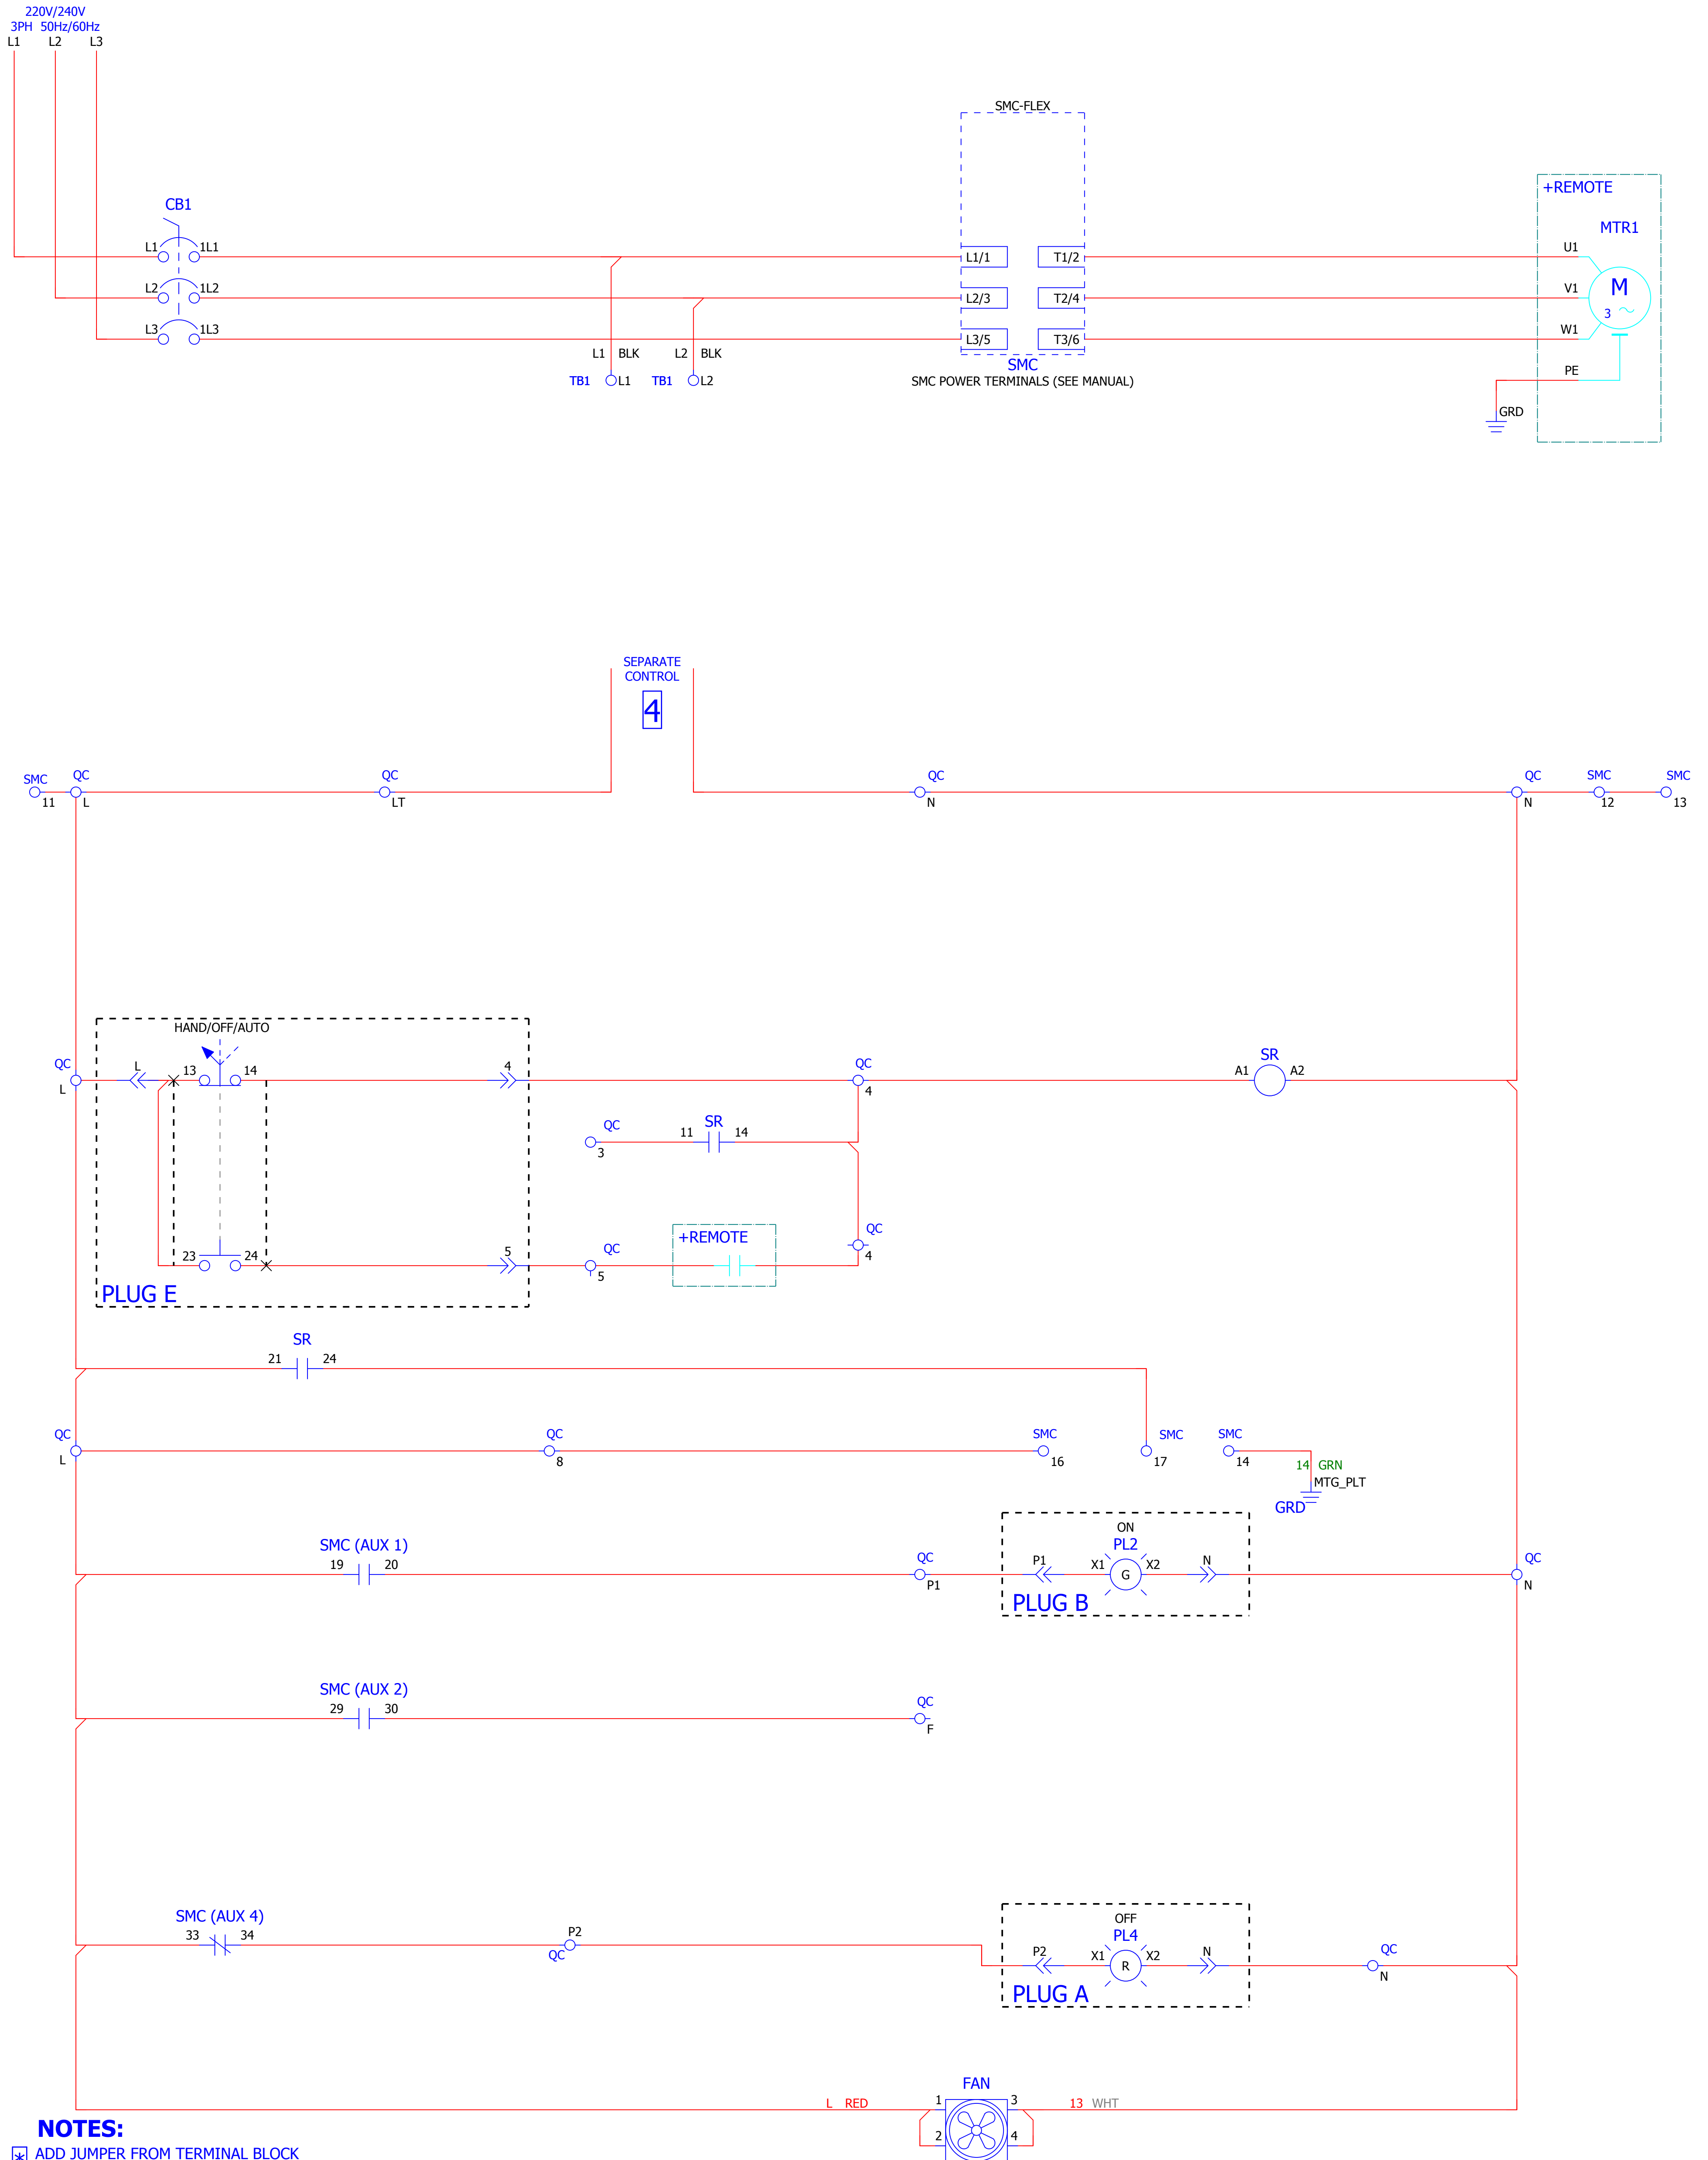 220V/240V
3PH 50Hz/60Hz
L1 L2 L3
SMC-FLEX
+REMOTE
CB1
MTR1
L1 1L1 L1/1 T1/2 U1
L2 1L2 L2/3 T2/4 V1
M
3
L3 1L3 L3/5 T3/6 W1
L1 BLK L2 BLK
SMC
PE
TB1 L1 TB1 L2
SMC POWER TERMINALS (SEE MANUAL)
GRD
SEPARATE
CONTROL
4
SMC QC QC QC QC SMC SMC
11 L LT N N 12 13
HAND/OFF/AUTO
QC L 13 14 4 QC SR
A1 A2
L 4
QC SR
11 14
3
+REMOTE QC
23 24 5 QC 4
5
PLUG E
SR
21 24
QC QC SMC SMC SMC
L 8 16 17 14
14 GRN
MTG_PLT
GRD
ON
SMC (AUX 1) PL2
19 20 QC P1 X1 G X2 N QC
P1 N
PLUG B
SMC (AUX 2)
29 30 QC
F
SMC (AUX 4) OFF
33 34 P2 PL4
QC P2 X1 R X2 N QC
N
PLUG A
FAN
L RED 1 3 13 WHT
2 4
NOTES:
* ADD JUMPER FROM TERMINAL BLOCK